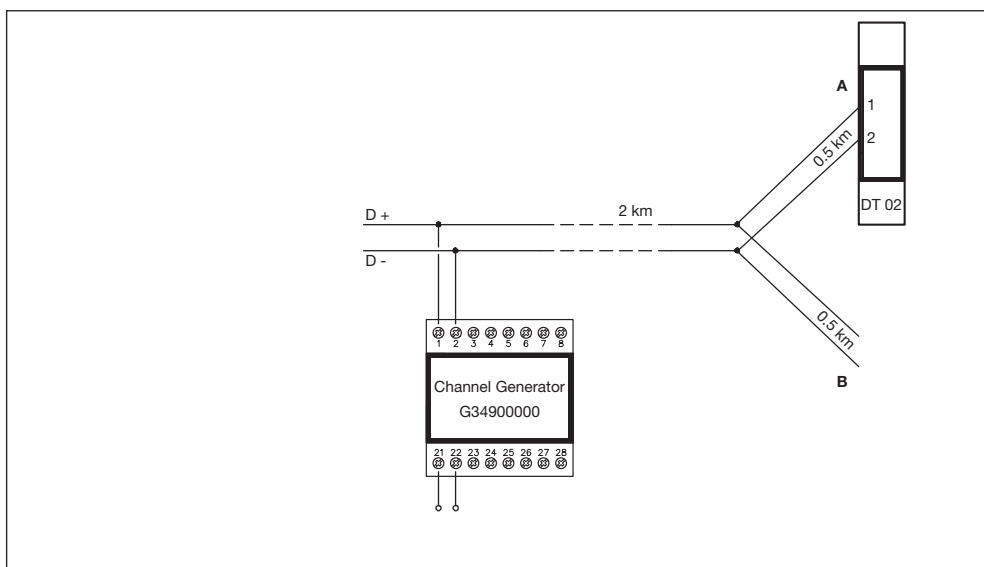 A
1
0.5 km
2
DT 02
D +
2 km
D -
0.5 km
B
1 2 3 4 5 6 7 8
Channel Generator
G34900000
21 22 23 24 25 26 27 28